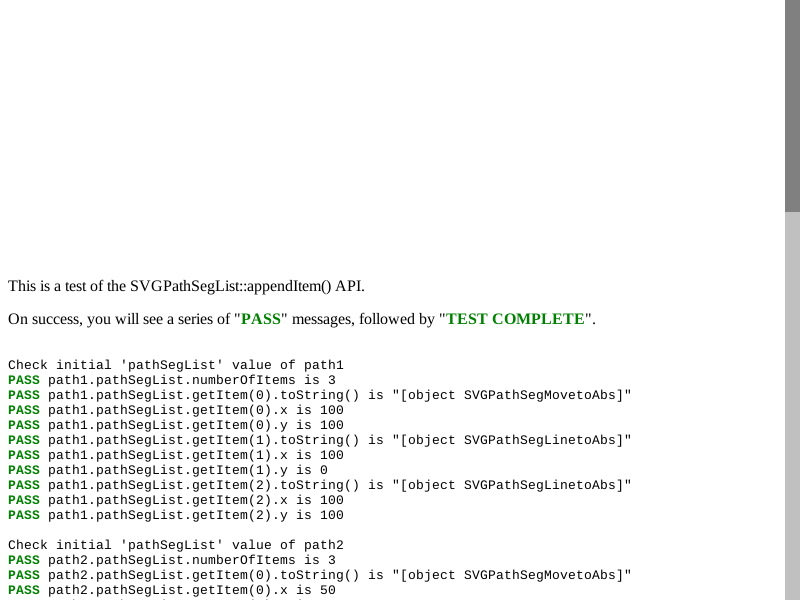 This is a test of the SVGPathSegList::appendItem() API.
On success, you will see a series of "PASS" messages, followed by "TEST COMPLETE".
Check initial 'pathSegList' value of path1
PASS path1.pathSegList.numberOfItems is 3
PASS path1.pathSegList.getItem(0).toString() is "[object SVGPathSegMovetoAbs]"
PASS path1.pathSegList.getItem(0).x is 100
PASS path1.pathSegList.getItem(0).y is 100
PASS path1.pathSegList.getItem(1).toString() is "[object SVGPathSegLinetoAbs]"
PASS path1.pathSegList.getItem(1).x is 100
PASS path1.pathSegList.getItem(1).y is 0
PASS path1.pathSegList.getItem(2).toString() is "[object SVGPathSegLinetoAbs]"
PASS path1.pathSegList.getItem(2).x is 100
PASS path1.pathSegList.getItem(2).y is 100
Check initial 'pathSegList' value of path2
PASS path2.pathSegList.numberOfItems is 3
PASS path2.pathSegList.getItem(0).toString() is "[object SVGPathSegMovetoAbs]"
PASS path2.pathSegList.getItem(0).x is 50